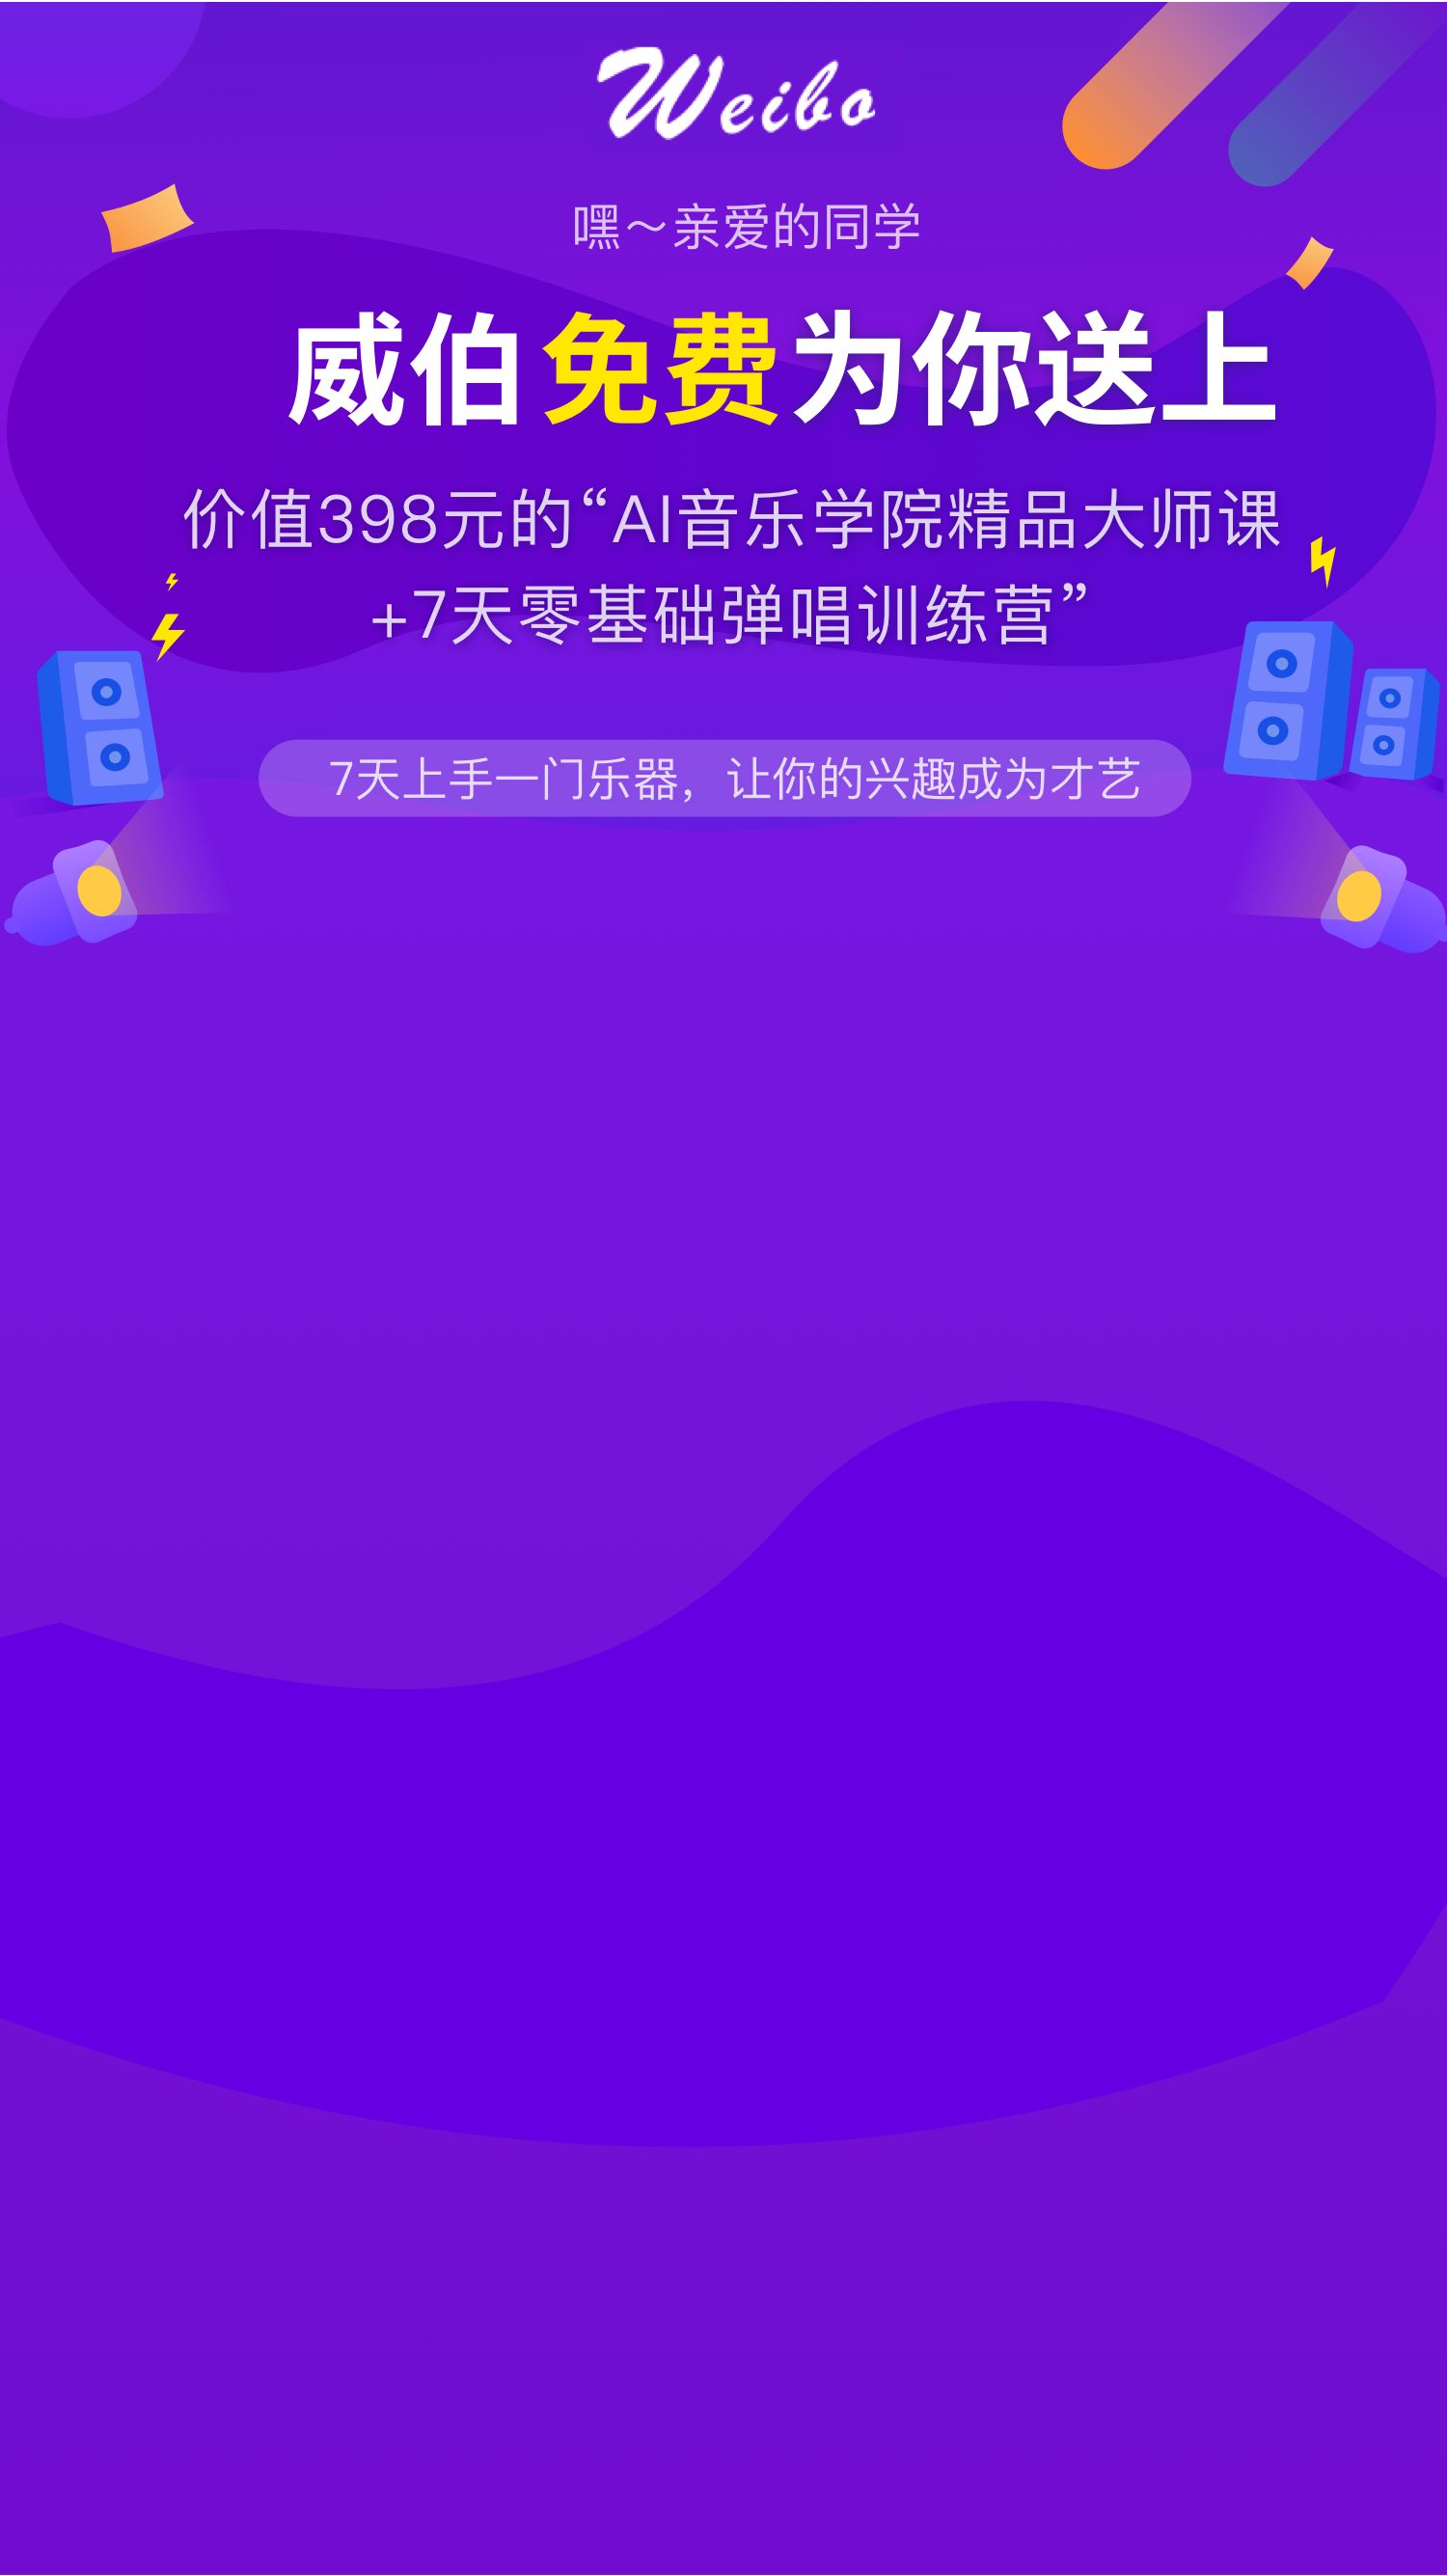 Weibo
嘿～亲爱的同学
威伯免费为你送上
价值398元的“AI音乐学院精品大师课
+7天零基础弹唱训练营”
7天上手一门乐器，让你的兴趣成为才艺